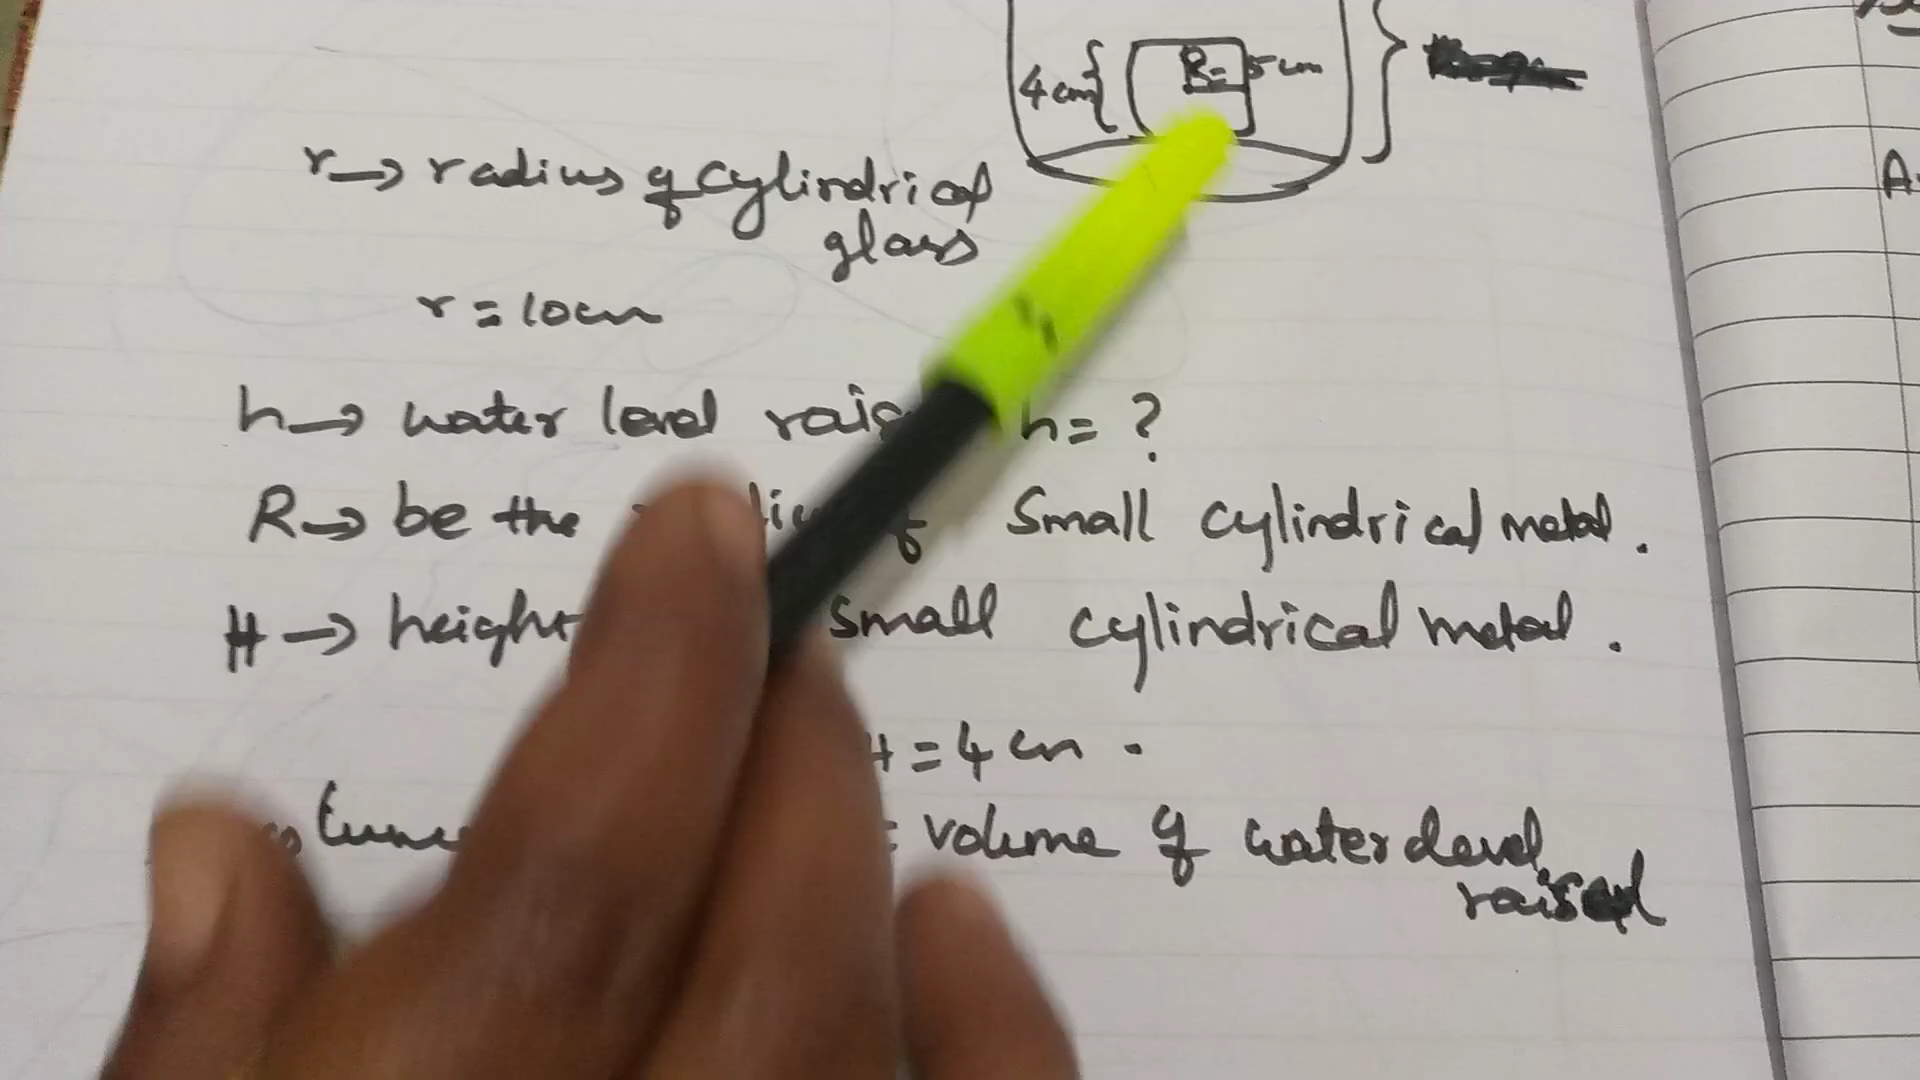 R= 5 cm
4 cm
r → radius of cylindrical
glass
r = 10cm
h → water level h = ?
R → be the Small cylindrical metal.
H → height small cylindrical metal.
= 4 cm.
= volume of water level
raised